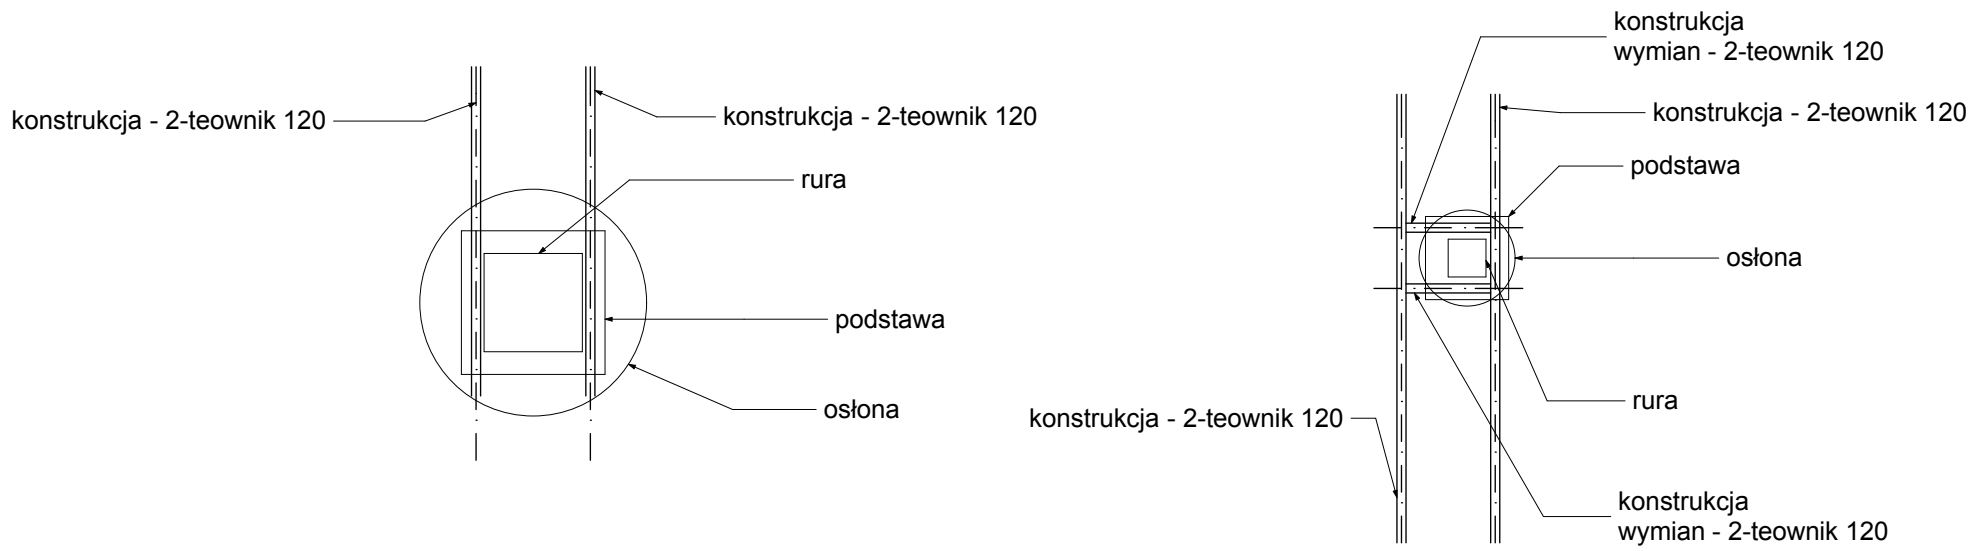 konstrukcja - 2-teownik 120
konstrukcja - 2-teownik 120
rura
podstawa
osłona
konstrukcja
wymian - 2-teownik 120
konstrukcja - 2-teownik 120
podstawa
osłona
rura
konstrukcja - 2-teownik 120
konstrukcja
wymian - 2-teownik 120